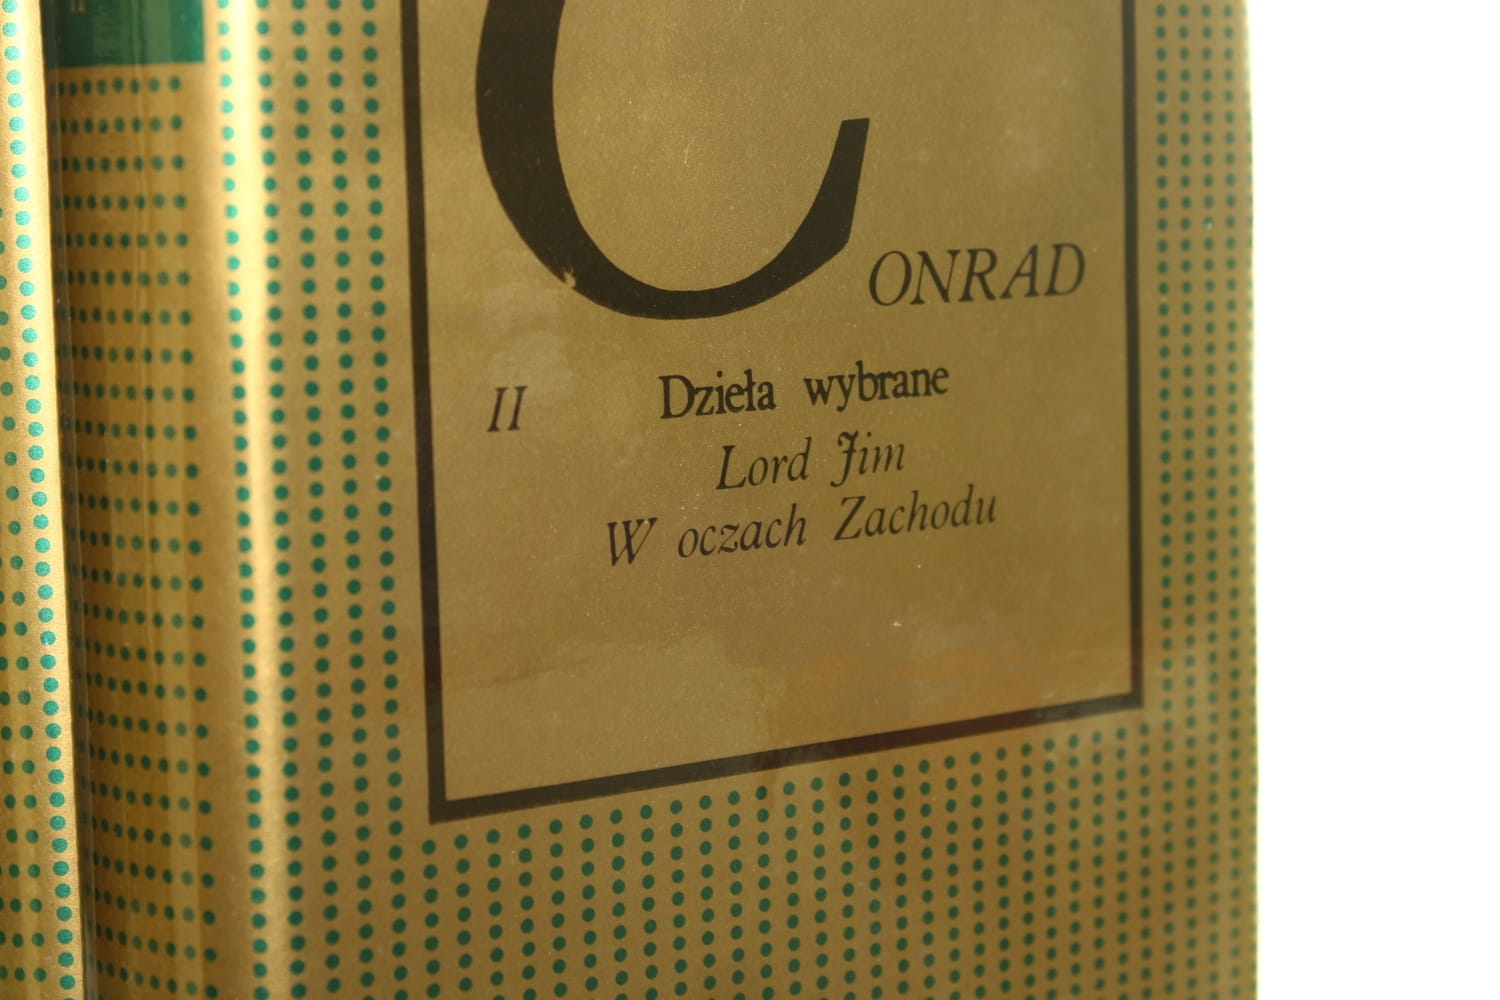 CONRAD
II Dzieła wybrane
Lord Jim
W oczach Zachodu